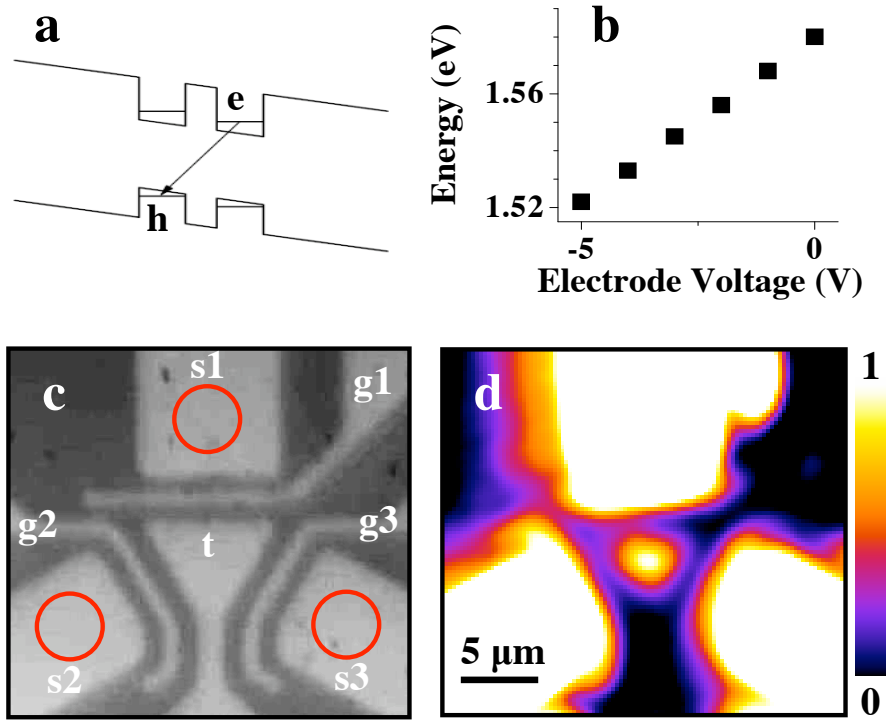 a
e
h
b
Energy (eV)
1.56
1.52
-5
0
Electrode Voltage (V)
c
s1
g1
g2
t
g3
s2
s3
d
5 μm
1
0